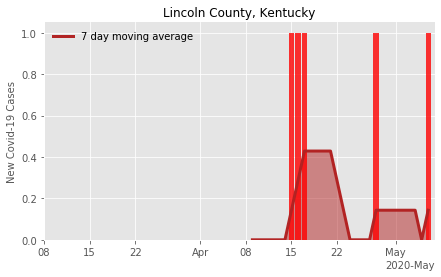 Lincoln County, Kentucky
7 day moving average
New Covid-19 Cases
1.0
0.8
0.6
0.4
0.2
0.0
08 15 22 Apr 08 15 22 May
2020-May